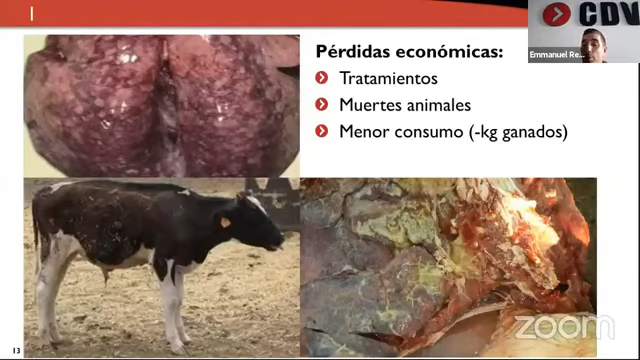 Pérdidas económicas:
Tratamientos
Muertes animales
Menor consumo (-kg ganados)
CDV
Emmanuel Re...
13
zoom